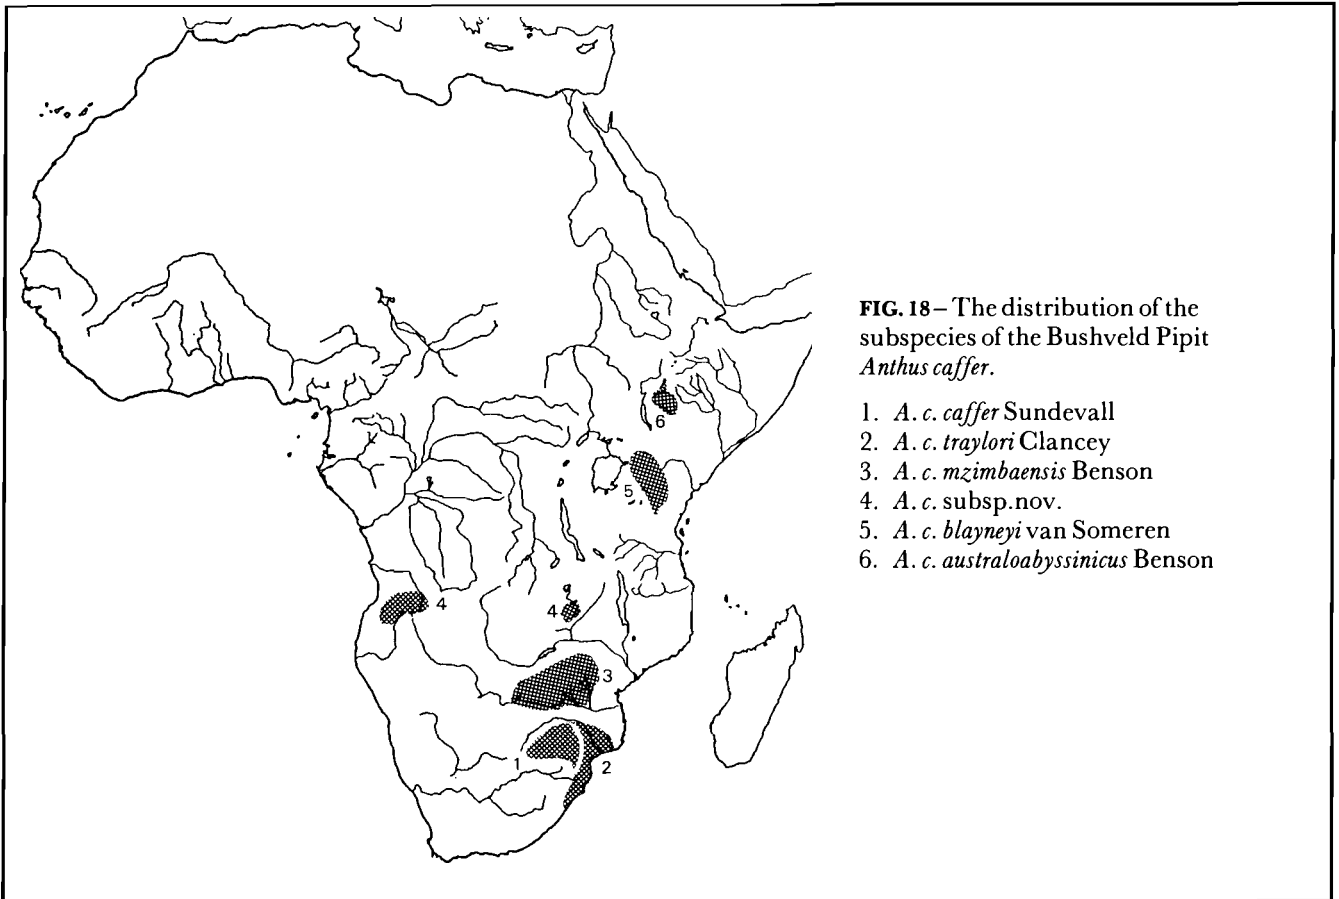 FIG. 18– The distribution of the
subspecies of the Bushveld Pipit
Anthus caffer.
1. A. c. caffer Sundevall
2. A. c. traylori Clancey
3. A. c. mzimbaensis Benson
4. A. c. subsp.nov.
5. A. c. blayneyi van Someren
6. A. c. australoabyssinicus Benson
6
5
4
4
3
1
2